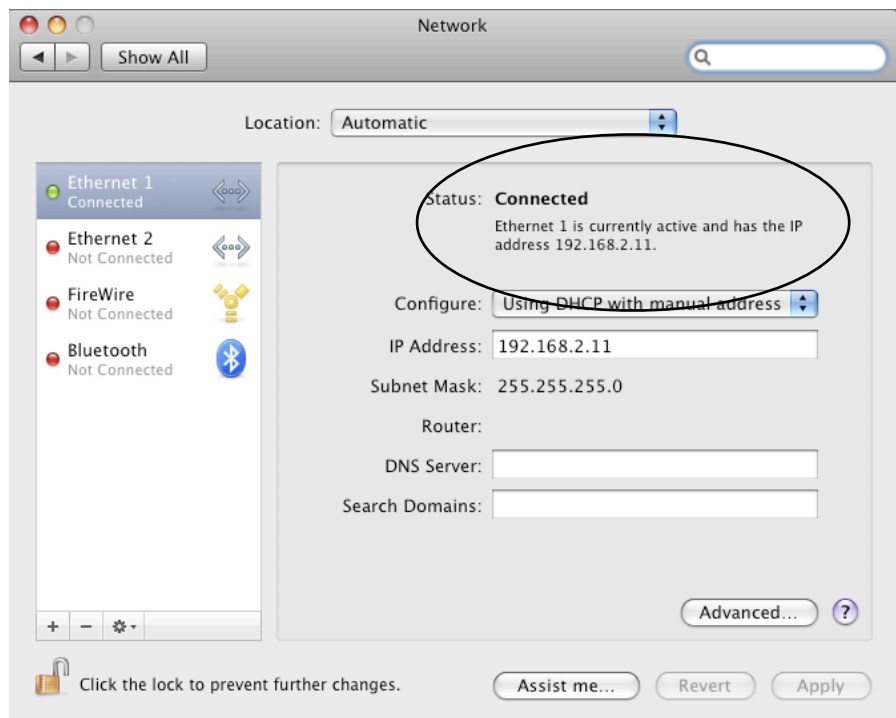 Network
Show All
Location: Automatic
Ethernet 1
Connected
Ethernet 2
Not Connected
FireWire
Not Connected
Bluetooth
Not Connected
Status: Connected
Ethernet 1 is currently active and has the IP
address 192.168.2.11.
Configure: Using DHCP with manual address
IP Address: 192.168.2.11
Subnet Mask: 255.255.255.0
Router:
DNS Server:
Search Domains:
Advanced... ?
+ −
Click the lock to prevent further changes.
Assist me... Revert Apply